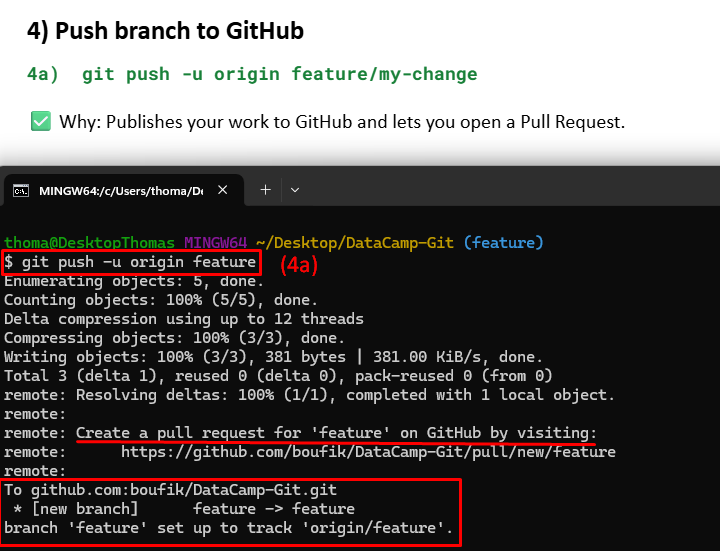 4) Push branch to GitHub
4a) git push -u origin feature/my-change
✅ Why: Publishes your work to GitHub and lets you open a Pull Request.
MINGW64:/c/Users/thoma/De
thoma@DesktopThomas MINGW64 ~/Desktop/DataCamp-Git (feature)
$ git push -u origin feature (4a)
Enumerating objects: 5, done.
Counting objects: 100% (5/5), done.
Delta compression using up to 12 threads
Compressing objects: 100% (3/3), done.
Writing objects: 100% (3/3), 381 bytes | 381.00 KiB/s, done.
Total 3 (delta 1), reused 0 (delta 0), pack-reused 0 (from 0)
remote: Resolving deltas: 100% (1/1), completed with 1 local object.
remote:
remote: Create a pull request for 'feature' on GitHub by visiting:
remote:      https://github.com/boufik/DataCamp-Git/pull/new/feature
remote:
To github.com:boufik/DataCamp-Git.git
 * [new branch]      feature -> feature
branch 'feature' set up to track 'origin/feature'.